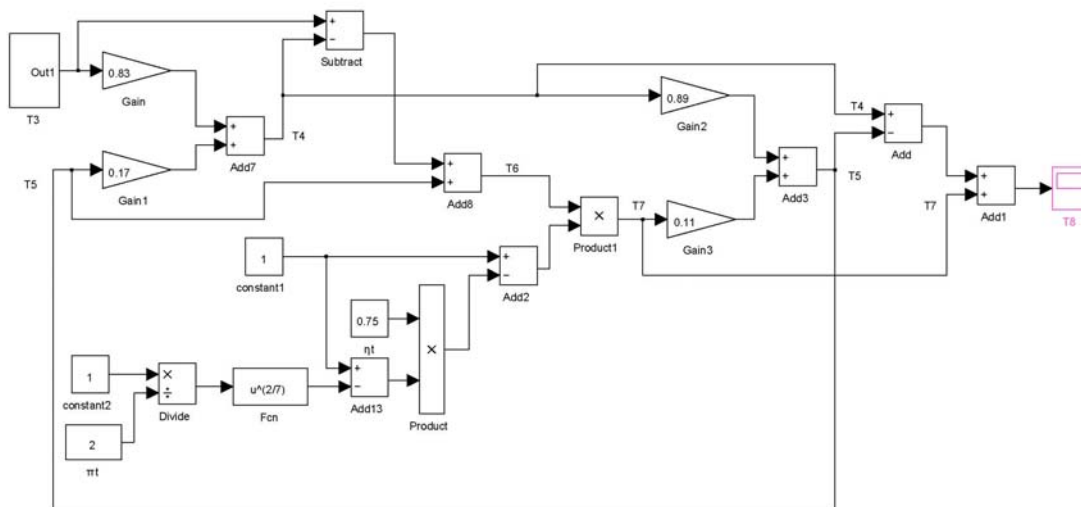 +
−
Subtract
Out1
T3
0.83
Gain
+
+
Add7
T4
0.89
Gain2
T4
+
−
Add
T5
0.17
Gain1
+
+
Add8
T6
+
+
Add3
T5
+
+
Add1
T7
T8
×
Product1
T7
0.11
Gain3
1
constant1
+
−
Add2
0.75
ηt
×
Product
1
constant2
×
÷
Divide
u^(2/7)
Fcn
+
−
Add13
2
πt